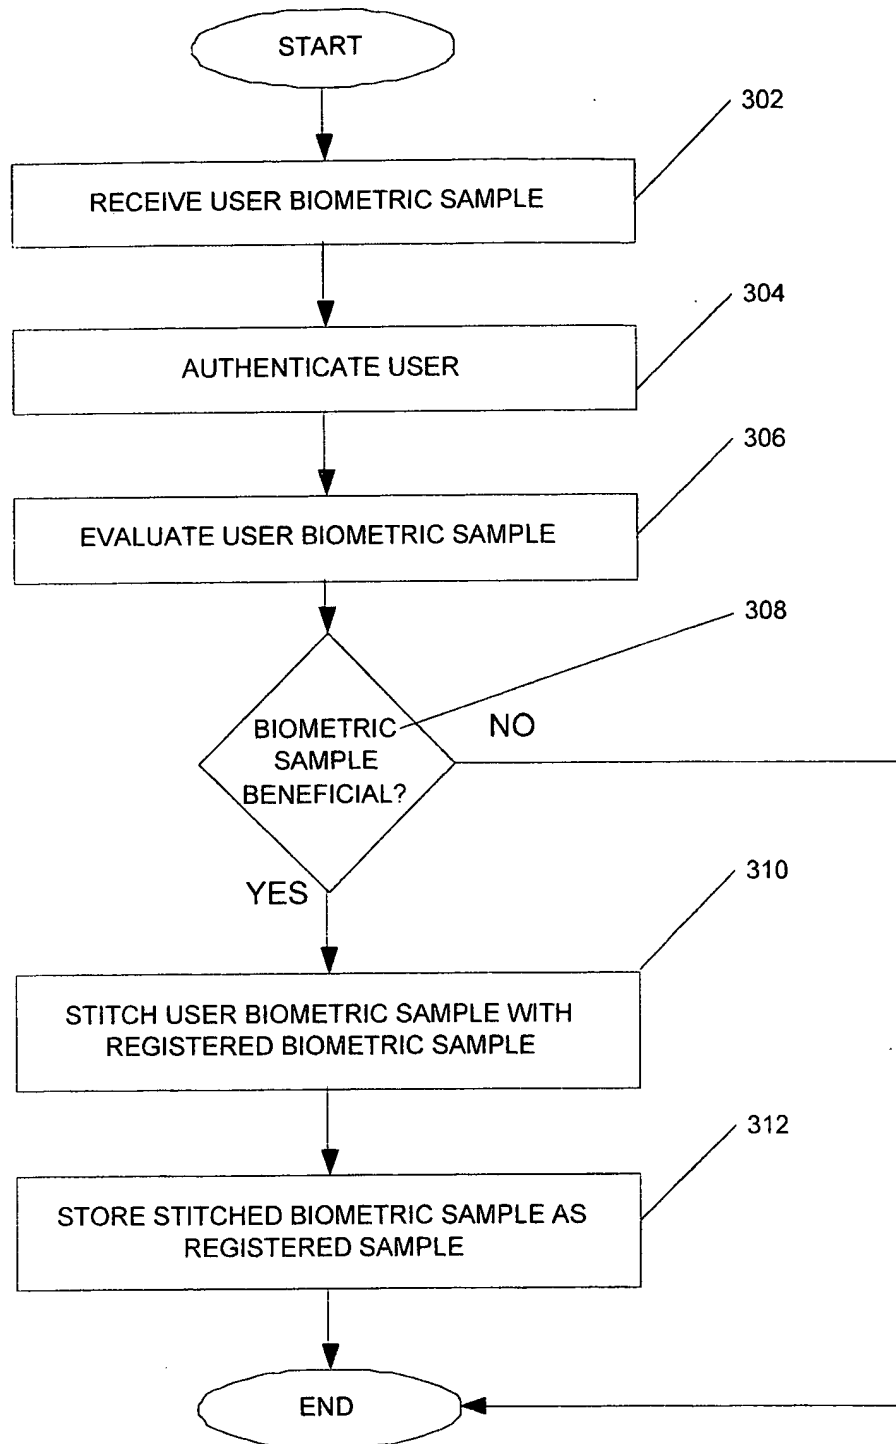 START
302
RECEIVE USER BIOMETRIC SAMPLE
304
AUTHENTICATE USER
306
EVALUATE USER BIOMETRIC SAMPLE
308
BIOMETRIC
SAMPLE
BENEFICIAL?
NO
YES
310
STITCH USER BIOMETRIC SAMPLE WITH
REGISTERED BIOMETRIC SAMPLE
312
STORE STITCHED BIOMETRIC SAMPLE AS
REGISTERED SAMPLE
END